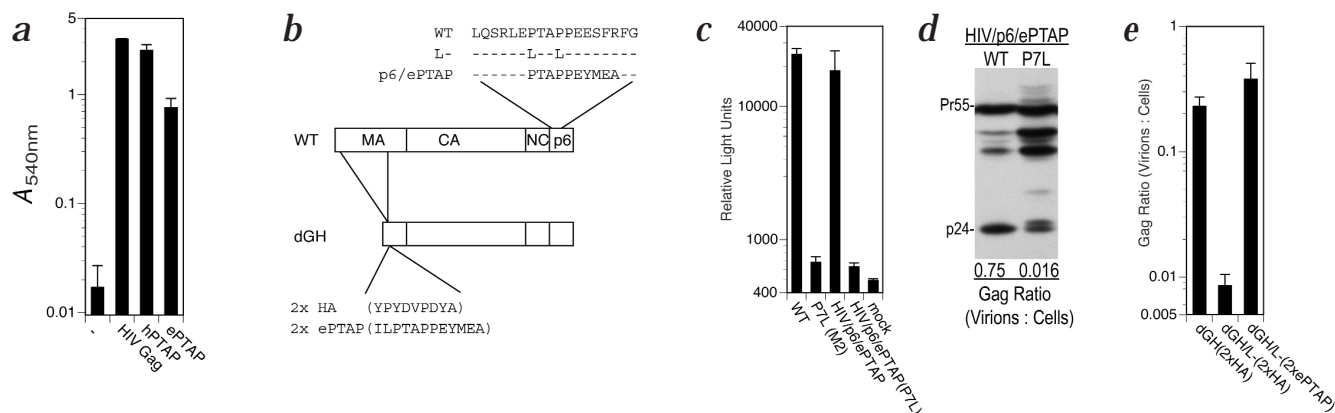 a
5
1
0.1
0.01
A540nm
-
HIV Gag
hPTAP
ePTAP
b
WT LQSRLEPTAPPEESFRFG
L- ------L--L-------
p6/ePTAP ------PTAPPEYMEA--
WT MA CA NC p6
dGH
2x HA (YPYDVPDYA)
2x ePTAP(ILPTAPPEYMEA)
c
40000
10000
1000
400
Relative Light Units
WT
P7L (M2)
HIV/p6/ePTAP
HIV/p6/ePTAP(P7L)
mock
d
HIV/p6/ePTAP
WT P7L
Pr55-
p24-
0.75 0.016
Gag Ratio
(Virions : Cells)
e
1
0.1
0.01
0.005
Gag Ratio (Virions : Cells)
dGH(2xHA)
dGH/L-(2xHA)
dGH/L-(2xePTAP)